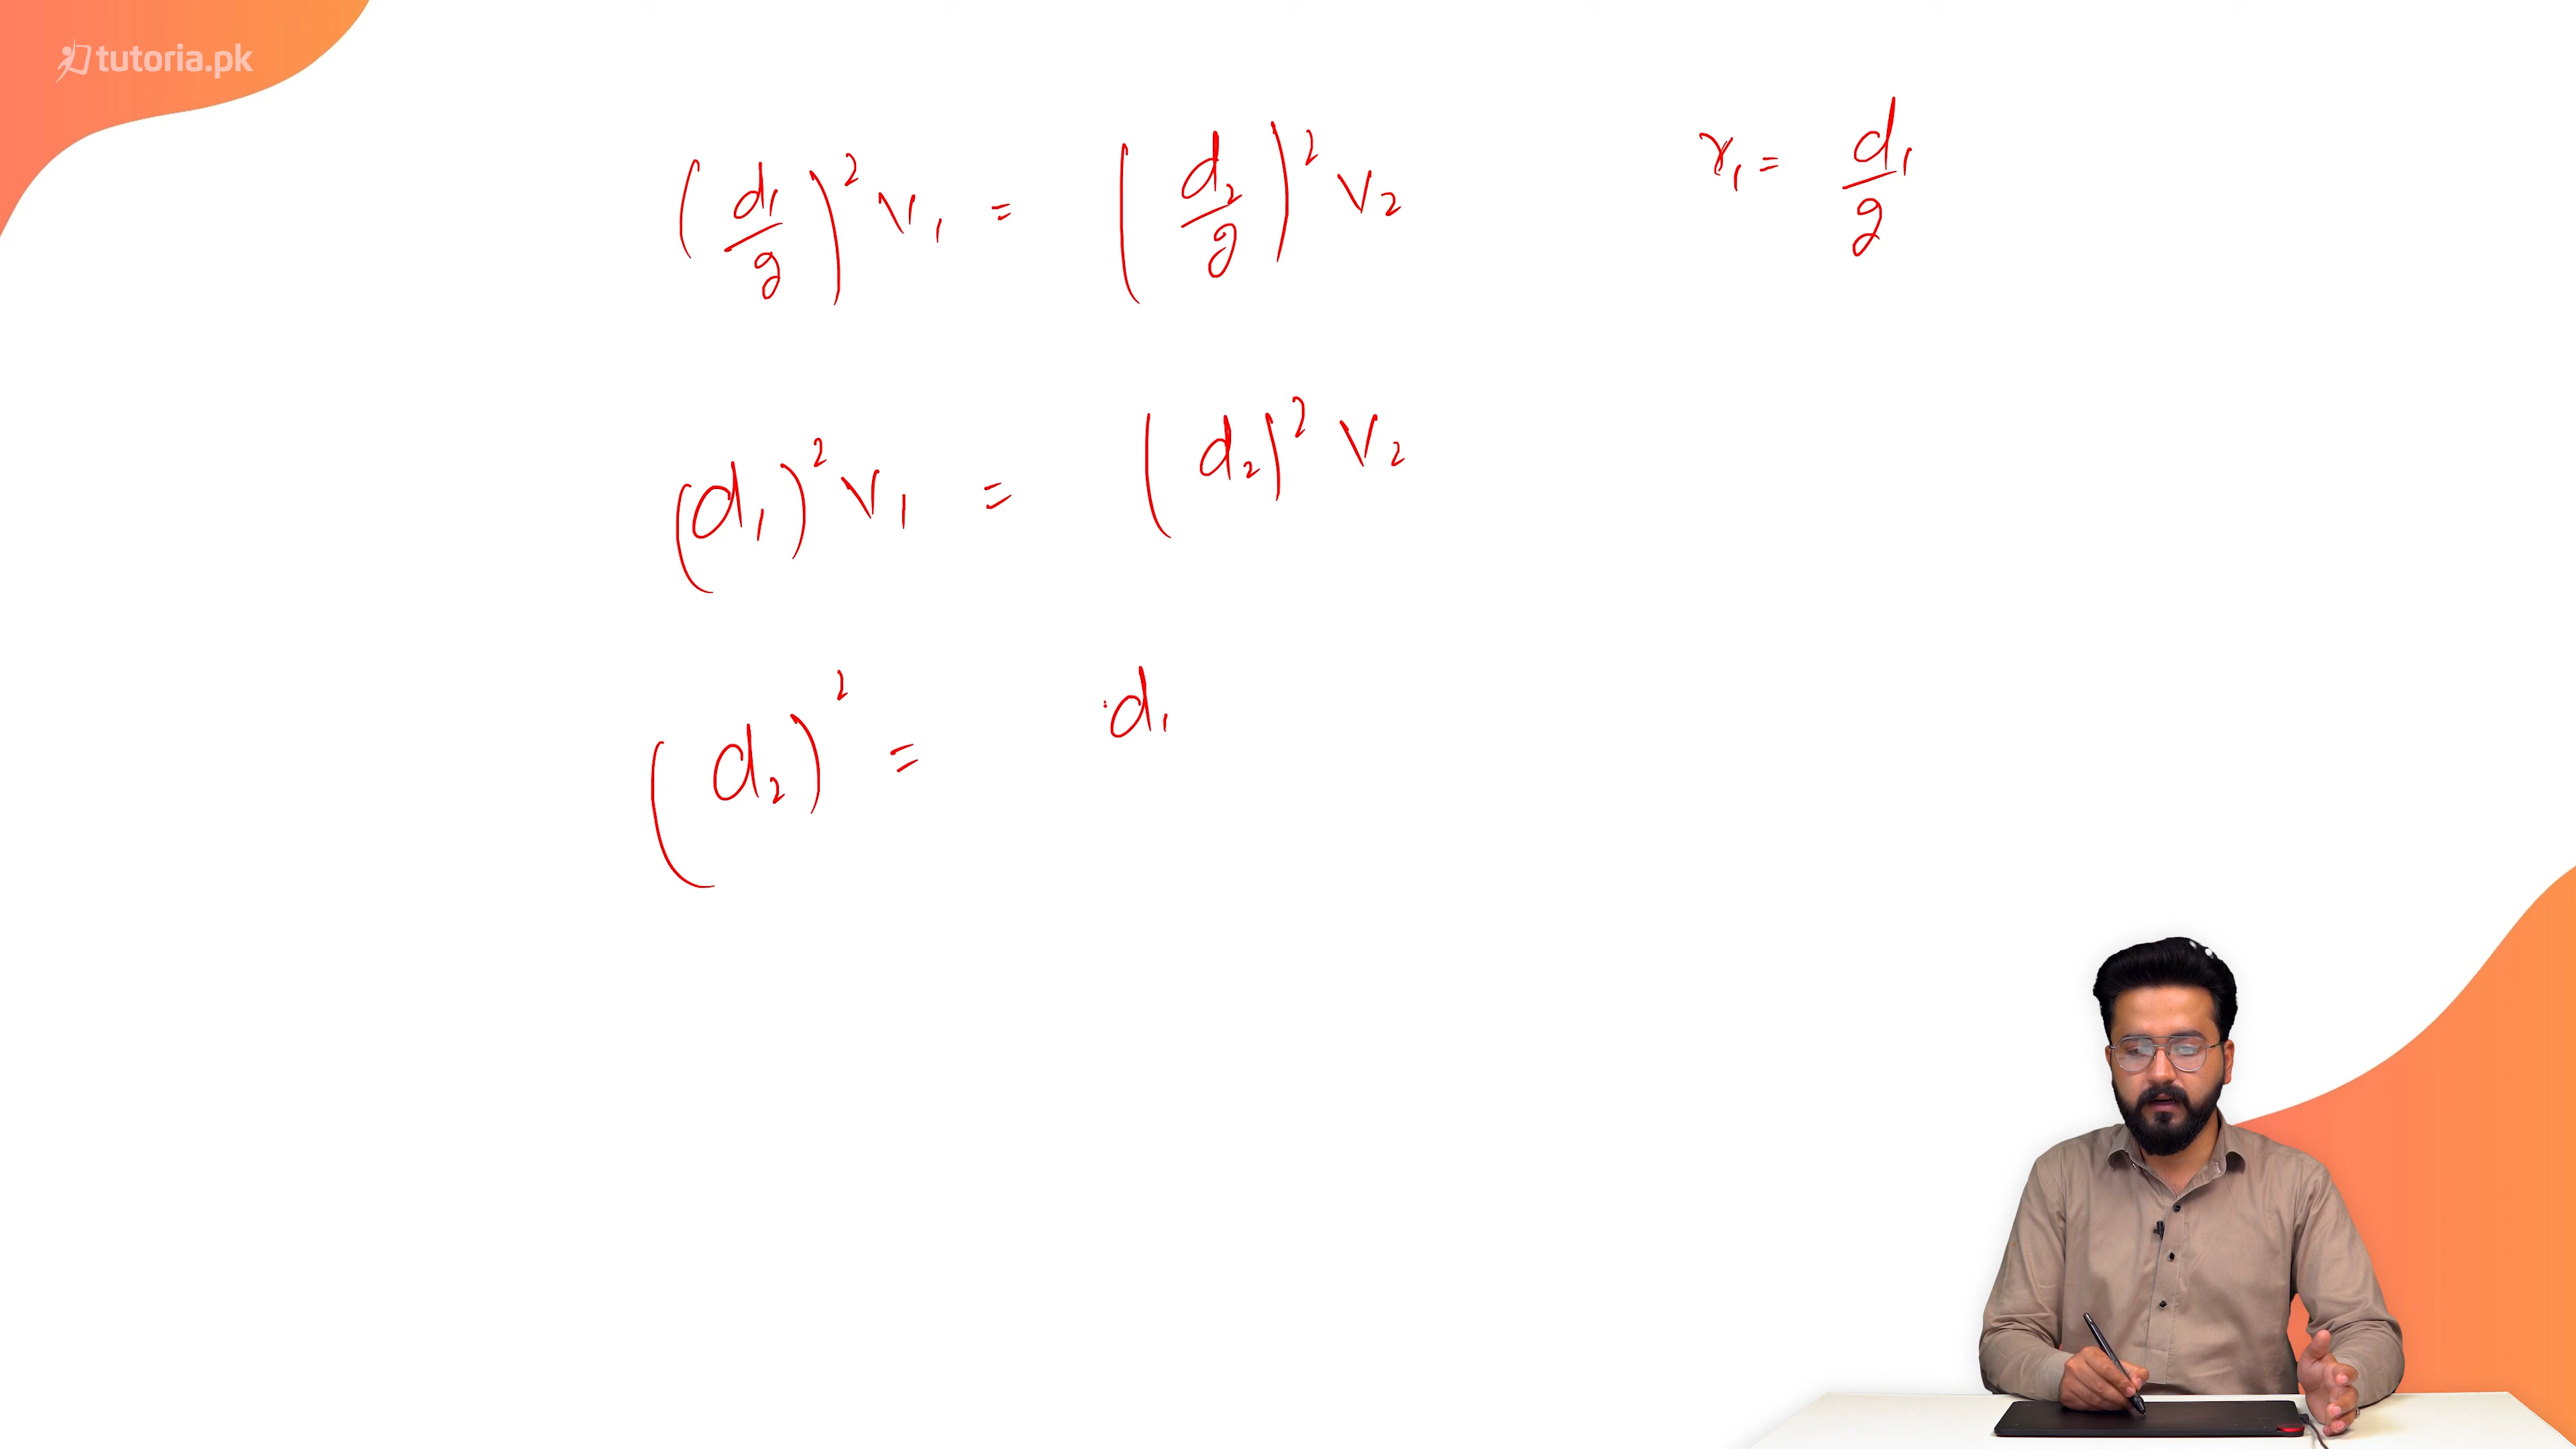 tutoria.pk
(d₁/2)² v₁ = (d₂/2)² v₂
r₁ = d₁/2
(d₁)² v₁ = (d₂)² v₂
(d₂)² = d₁